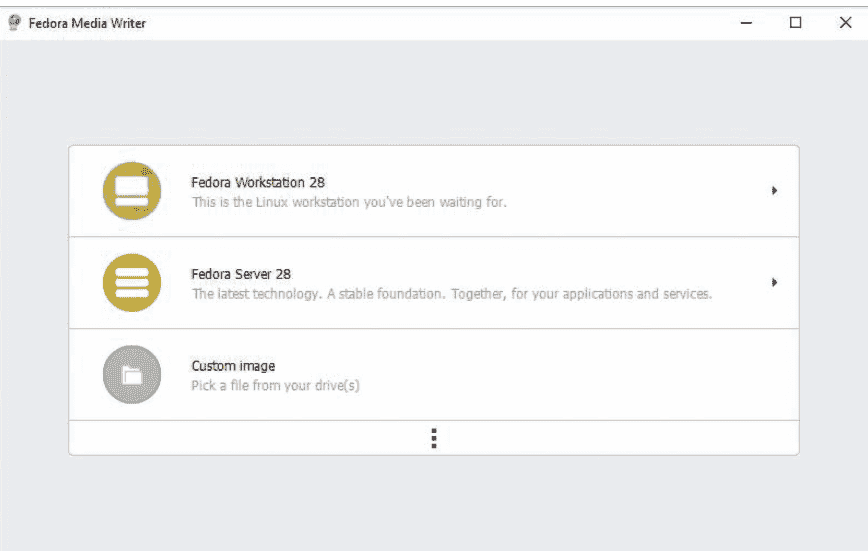 Fedora Media Writer
Fedora Workstation 28
This is the Linux workstation you've been waiting for.
Fedora Server 28
The latest technology. A stable foundation. Together, for your applications and services.
Custom image
Pick a file from your drive(s)